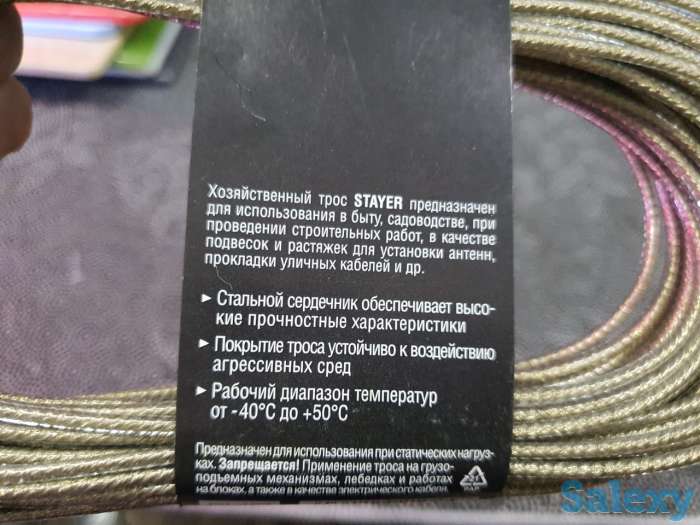 Хозяйственный трос STAYER предназначен
для использования в быту, садоводстве, при
проведении строительных работ, в качестве
подвесок и растяжек для установки антенн,
прокладки уличных кабелей и др.
► Стальной сердечник обеспечивает высо-
кие прочностные характеристики
► Покрытие троса устойчиво к воздействию
агрессивных сред
► Рабочий диапазон температур
от -40°C до +50°C
Предназначен для использования при статических нагруз-
ках. Запрещается! Применение троса на грузо-
подъемных механизмах, лебедках и работах
на блоках, а также в качестве электрического кабеля.
21
PAP
Salexy